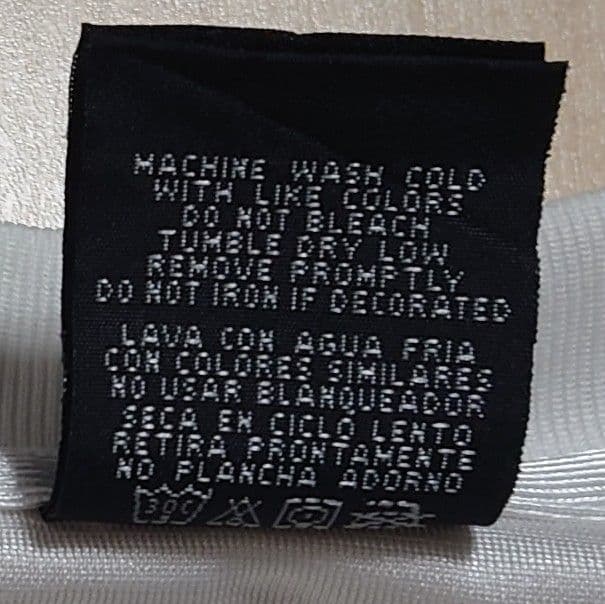 MACHINE WASH COLD
WITH LIKE COLORS
DO NOT BLEACH
TUMBLE DRY LOW
REMOVE PROMPTLY
DO NOT IRON IF DECORATED
LAVA CON AGUA FRIA
CON COLORES SIMILARES
NO USAR BLANQUEADOR
SECA EN CICLO LENTO
RETIRA PRONTAMENTE
NO PLANCHA ADORNO
30